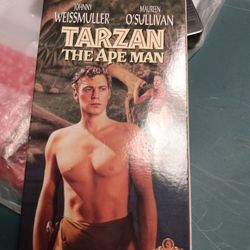 JOHNNY MAUREEN
WEISSMULLER O'SULLIVAN
TARZAN
THE APE MAN